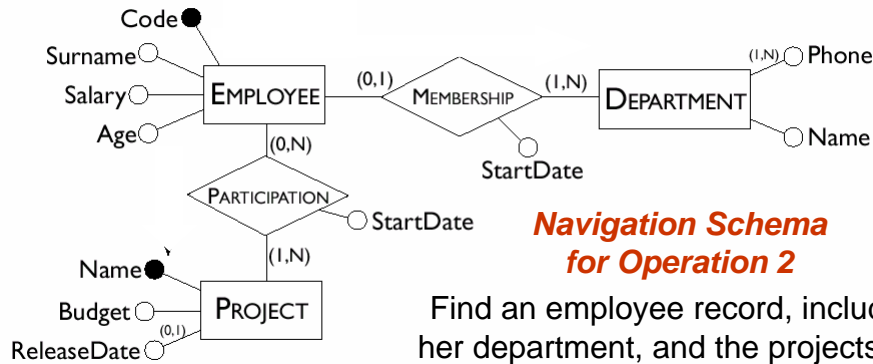 Code
Surname
Salary
Age
EMPLOYEE
(0,1)
MEMBERSHIP
(1,N)
DEPARTMENT
(1,N)
Phone
Name
StartDate
(0,N)
PARTICIPATION
StartDate
(1,N)
Name
Budget
(0,1)
ReleaseDate
PROJECT
Navigation Schema
for Operation 2
Find an employee record, includ
her department, and the projects